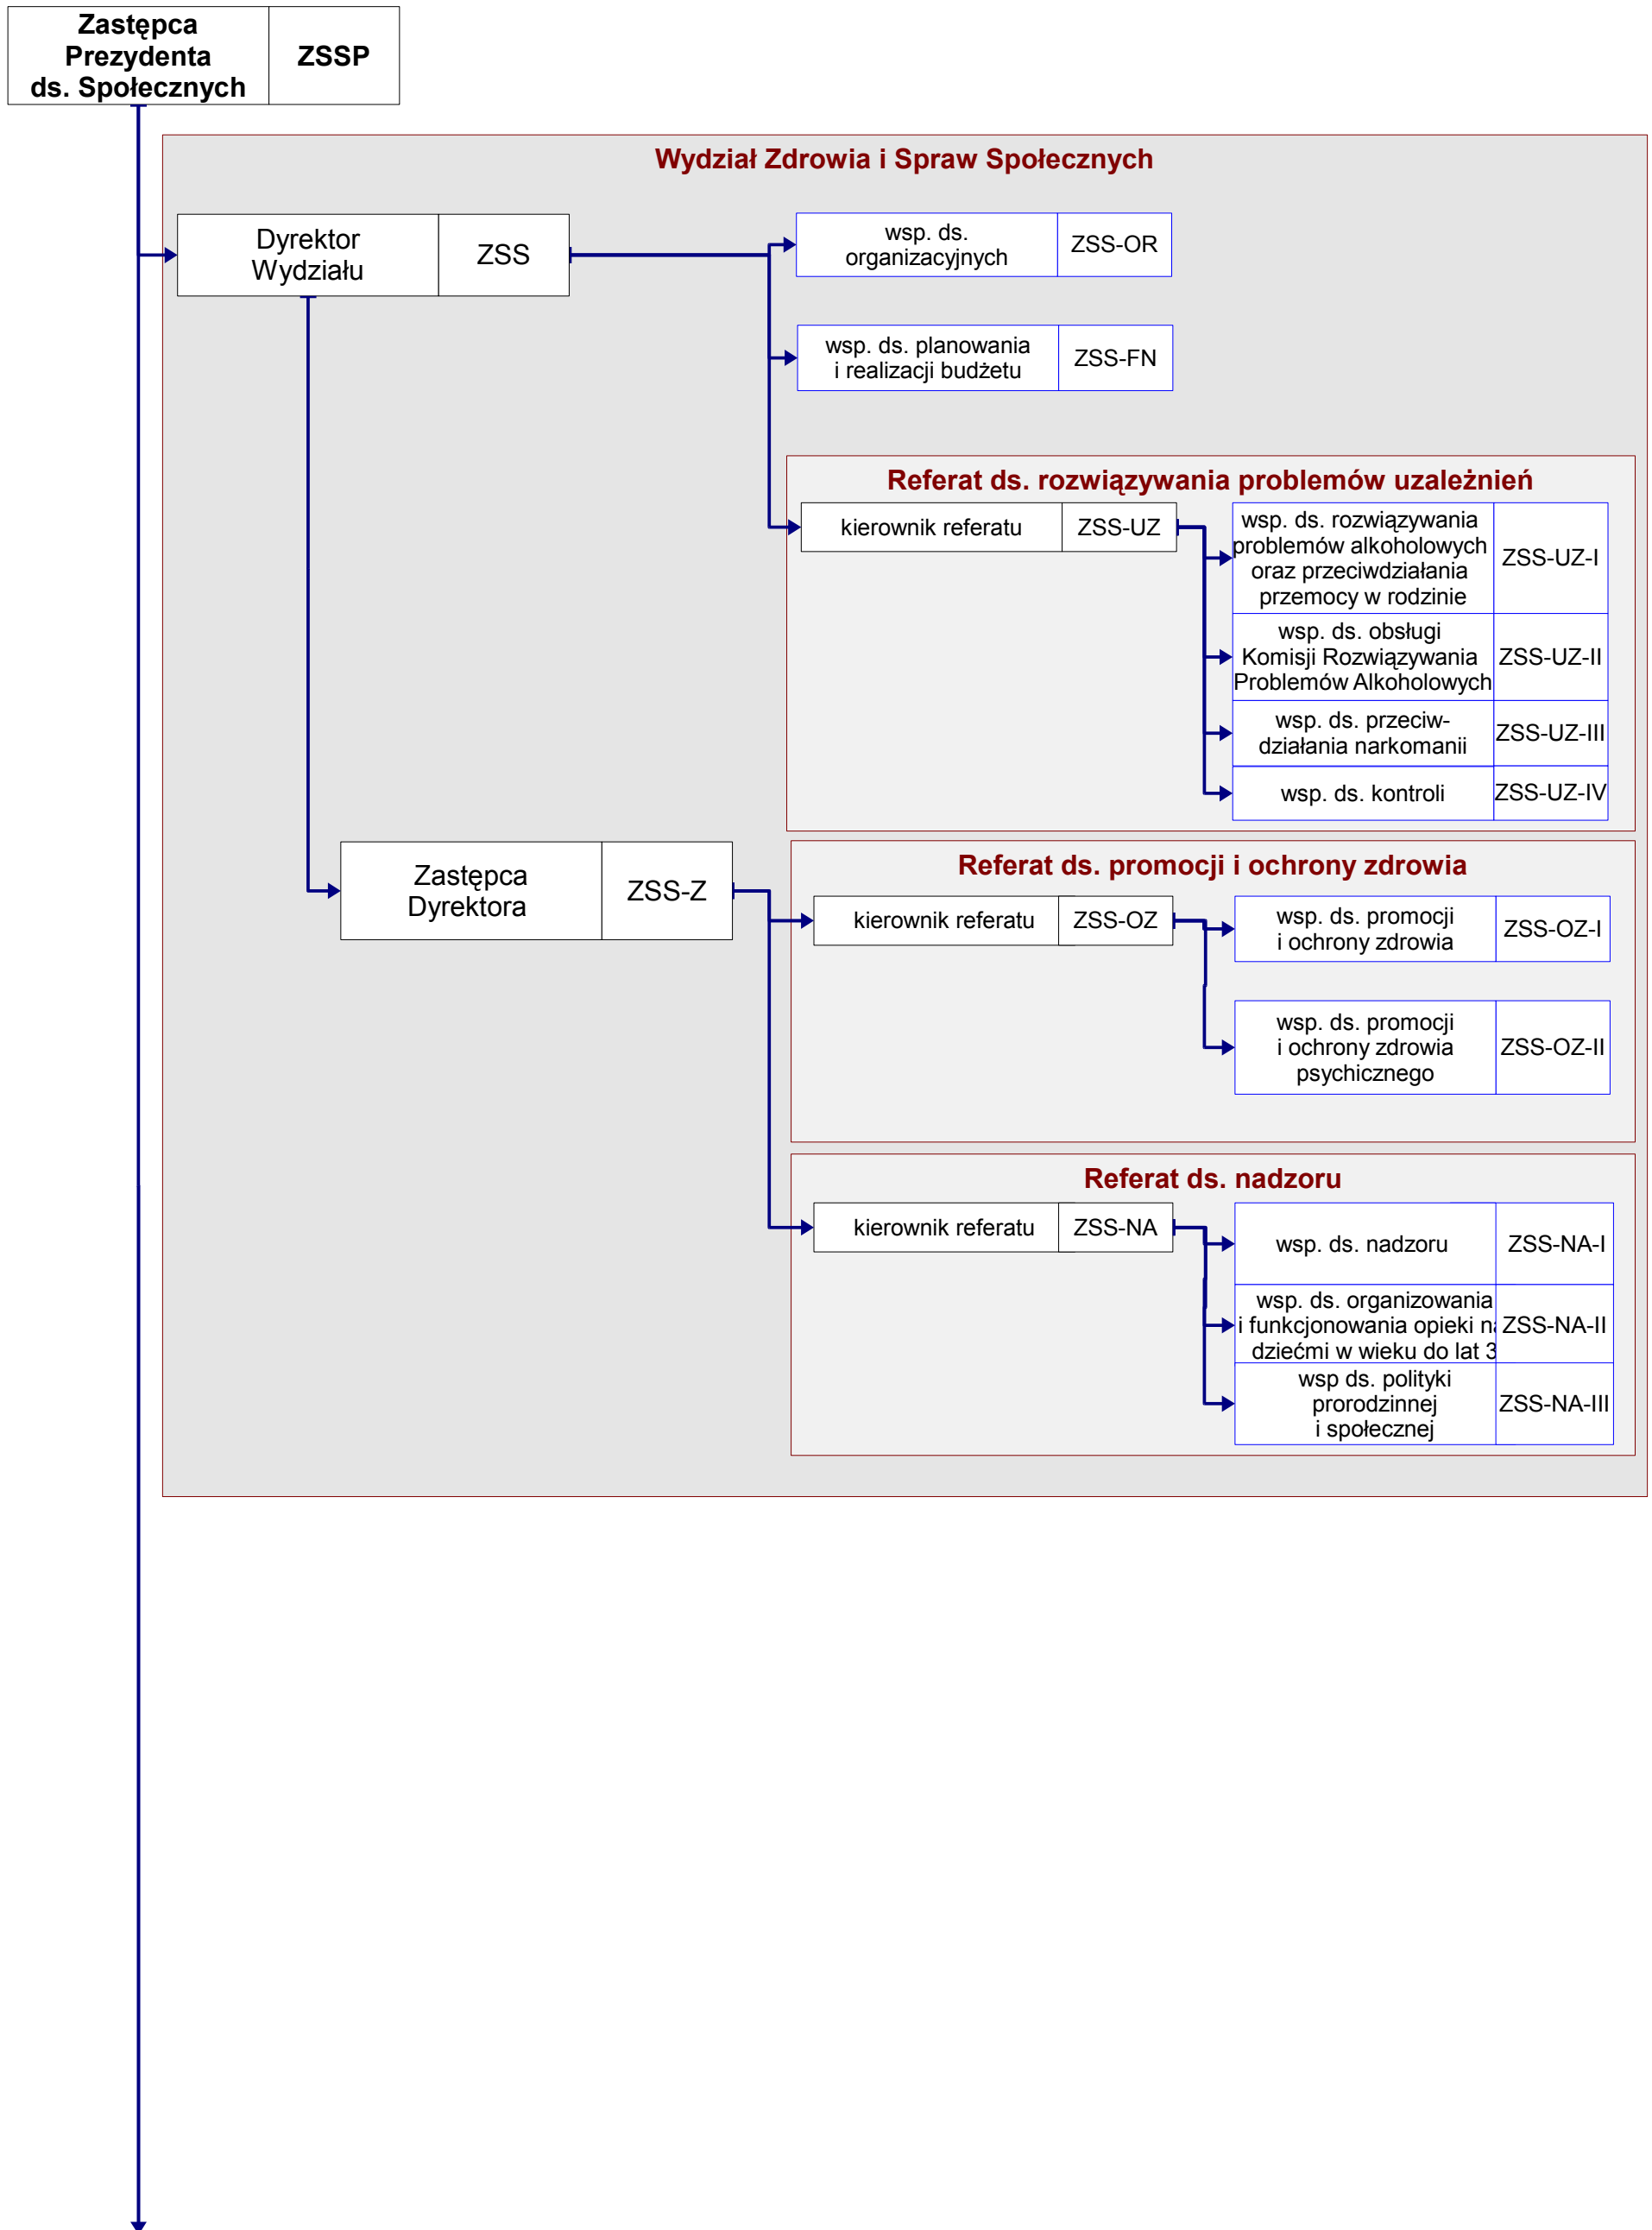 Zastępca
Prezydenta
ds. Społecznych
ZSSP
Wydział Zdrowia i Spraw Społecznych
Dyrektor
Wydziału
ZSS
wsp. ds.
organizacyjnych
ZSS-OR
wsp. ds. planowania
i realizacji budżetu
ZSS-FN
Referat ds. rozwiązywania problemów uzależnień
kierownik referatu
ZSS-UZ
wsp. ds. rozwiązywania
problemów alkoholowych
oraz przeciwdziałania
przemocy w rodzinie
ZSS-UZ-I
wsp. ds. obsługi
Komisji Rozwiązywania
Problemów Alkoholowych
ZSS-UZ-II
wsp. ds. przeciw-
działania narkomanii
ZSS-UZ-III
wsp. ds. kontroli
ZSS-UZ-IV
Zastępca
Dyrektora
ZSS-Z
Referat ds. promocji i ochrony zdrowia
kierownik referatu
ZSS-OZ
wsp. ds. promocji
i ochrony zdrowia
ZSS-OZ-I
wsp. ds. promocji
i ochrony zdrowia
psychicznego
ZSS-OZ-II
Referat ds. nadzoru
kierownik referatu
ZSS-NA
wsp. ds. nadzoru
ZSS-NA-I
wsp. ds. organizowania
i funkcjonowania opieki
dziećmi w wieku do lat 3
ZSS-NA-II
wsp ds. polityki
prorodzinnej
i społecznej
ZSS-NA-III